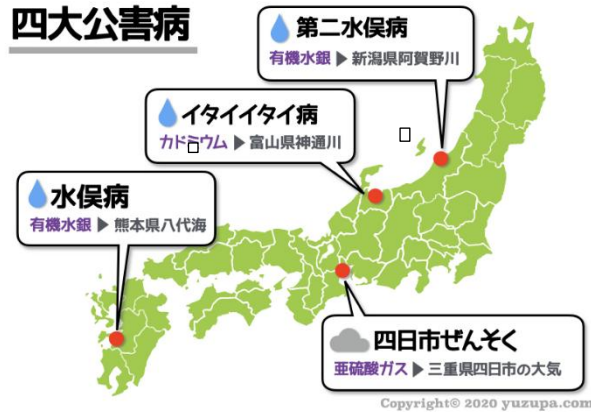 四大公害病
第二水俣病
有機水銀 ▶ 新潟県阿賀野川
イタイイタイ病
カドミウム ▶ 富山県神通川
水俣病
有機水銀 ▶ 熊本県八代海
四日市ぜんそく
亜硫酸ガス ▶ 三重県四日市の大気
Copyright© 2020 yuzupa.com